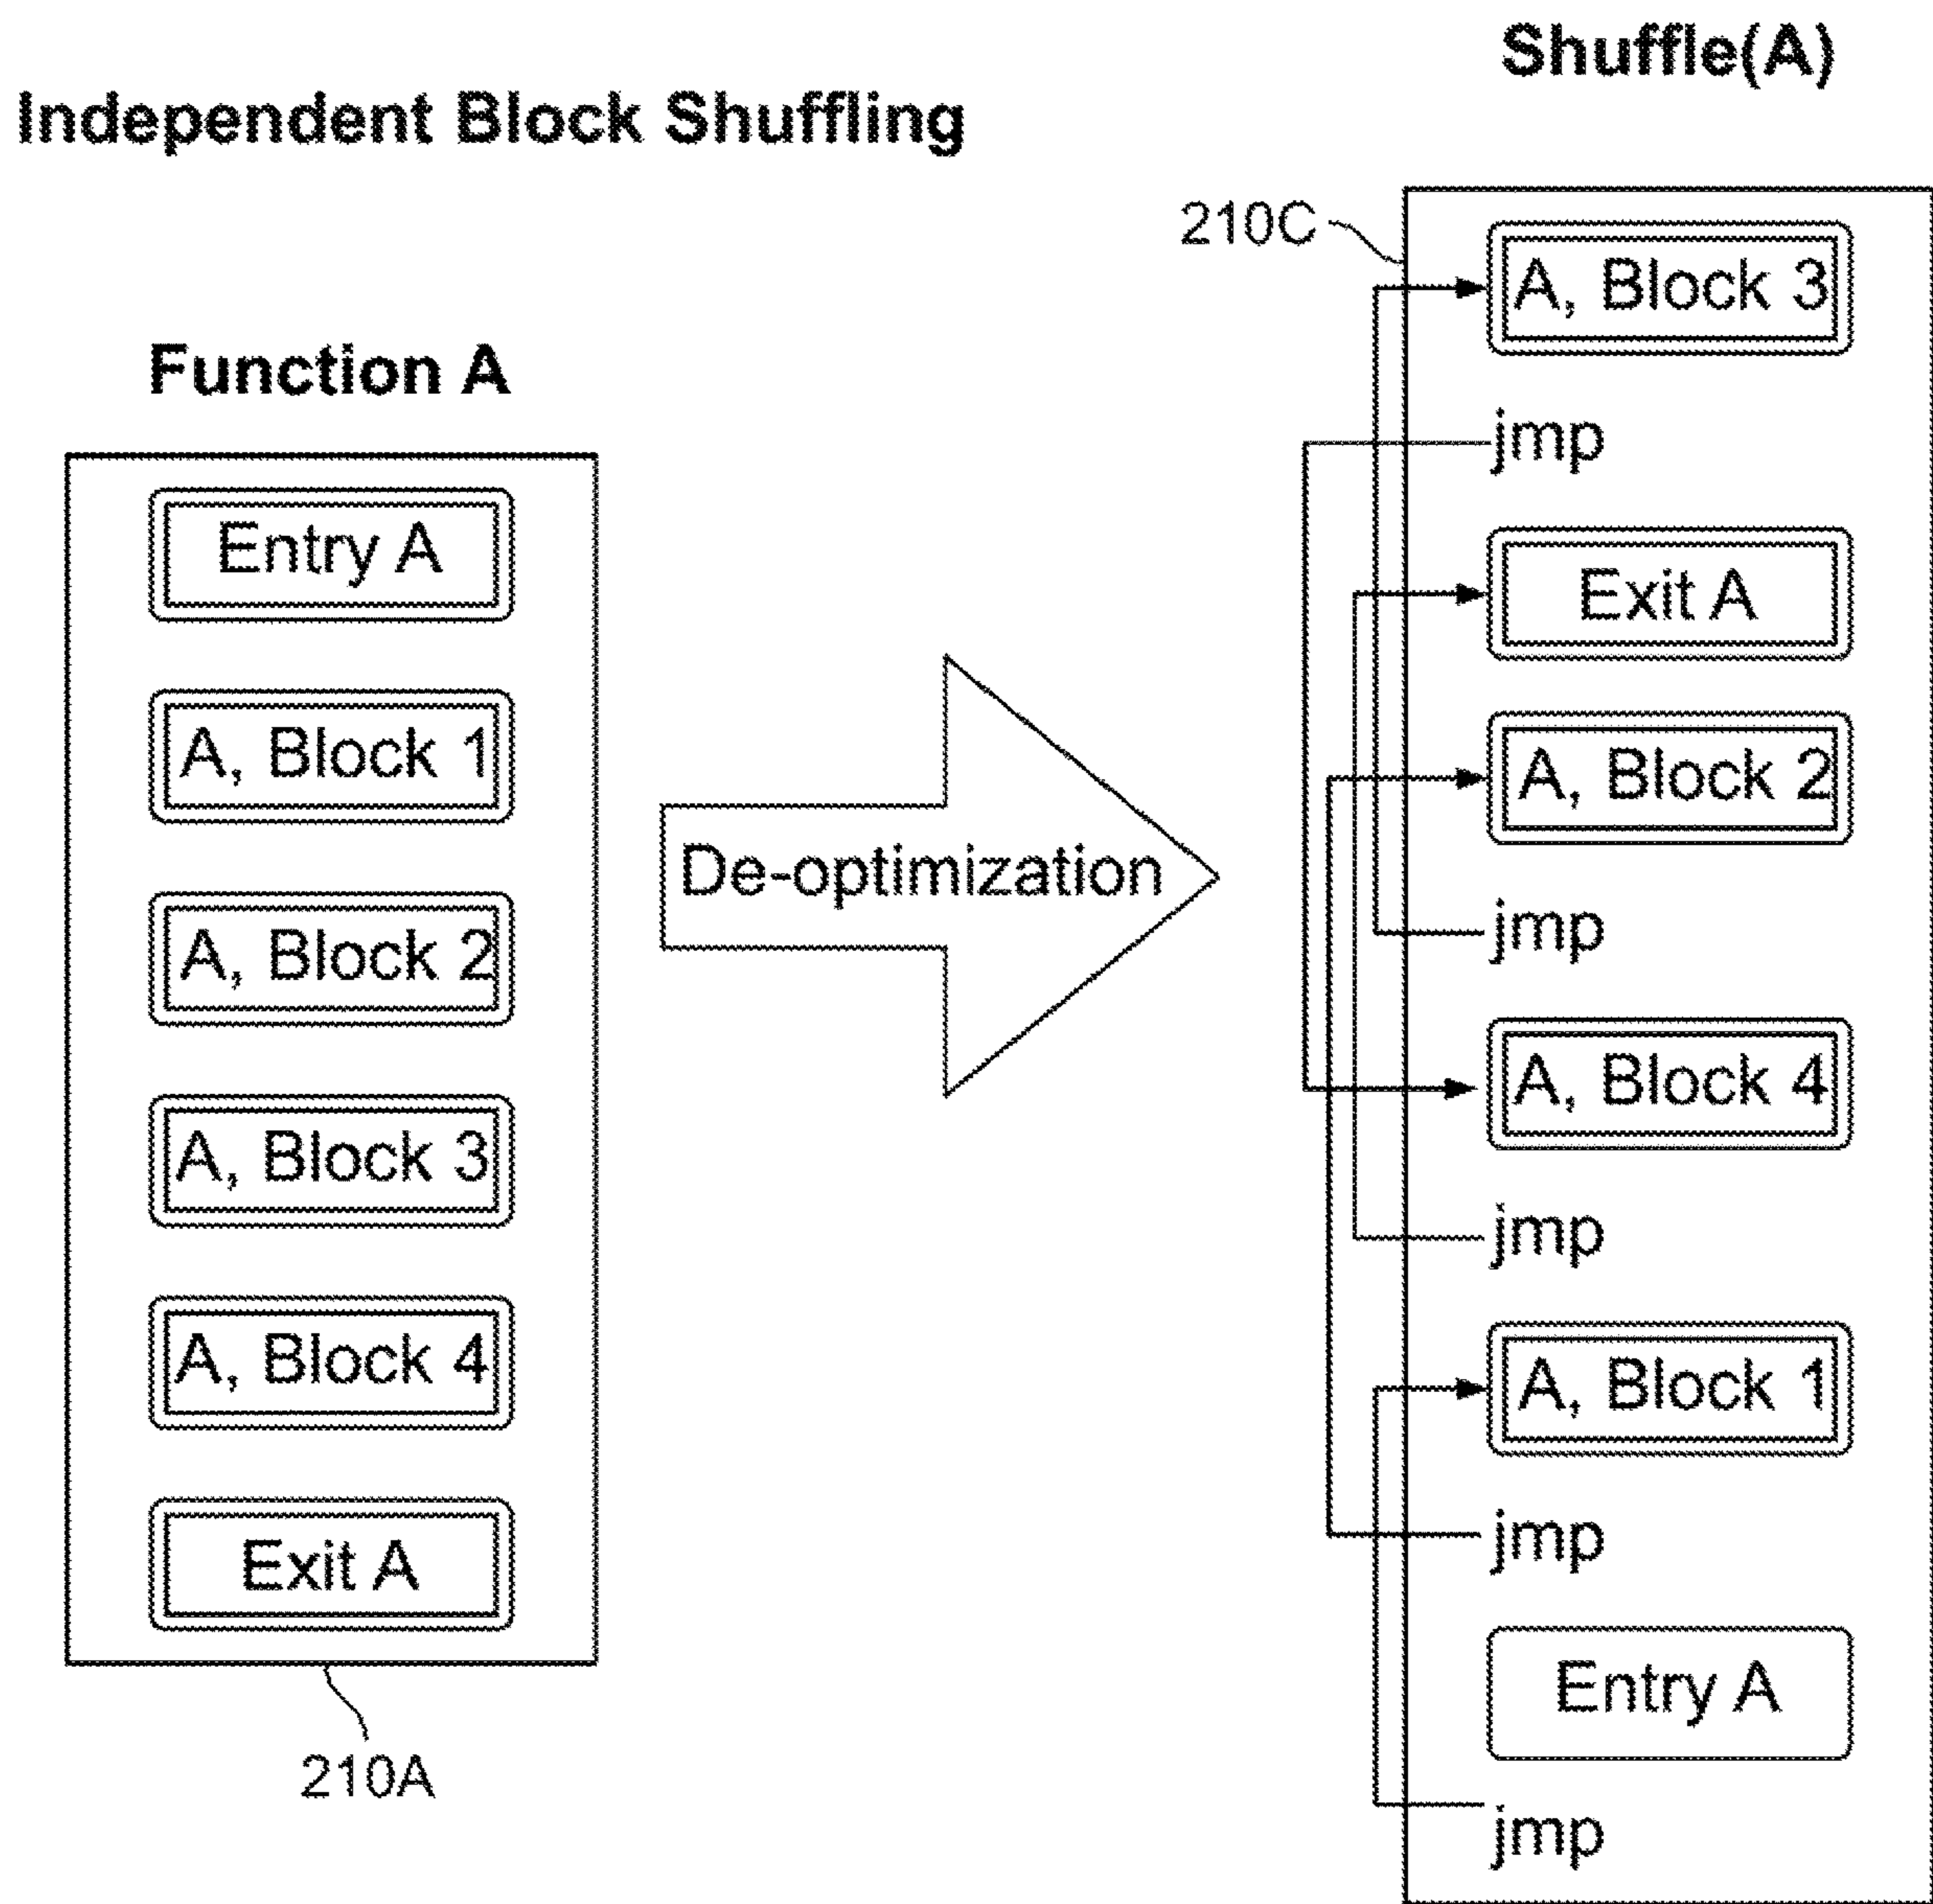 Independent Block Shuffling
Function A
Entry A
A, Block 1
A, Block 2
A, Block 3
A, Block 4
Exit A
210A
De-optimization
Shuffle(A)
210C
A, Block 3
jmp
Exit A
A, Block 2
jmp
A, Block 4
jmp
A, Block 1
jmp
Entry A
jmp